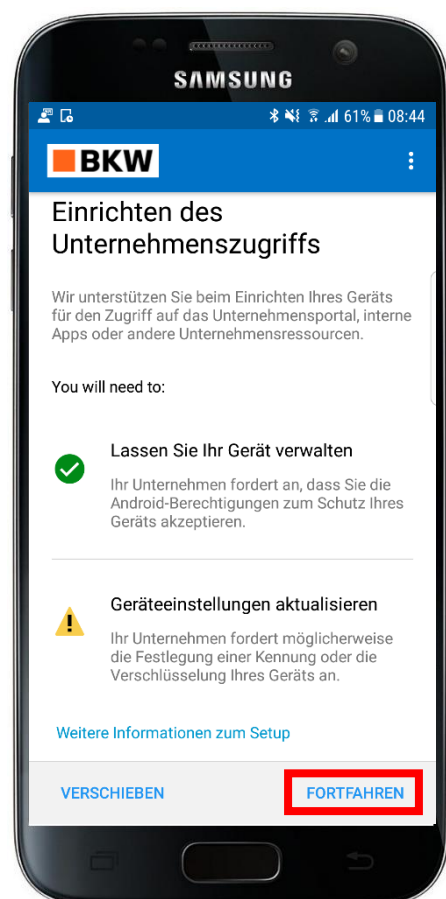 SAMSUNG
61% 08:44
BKW
Einrichten des
Unternehmenszugriffs
Wir unterstützen Sie beim Einrichten Ihres Geräts
für den Zugriff auf das Unternehmensportal, interne
Apps oder andere Unternehmensressourcen.
You will need to:
Lassen Sie Ihr Gerät verwalten
Ihr Unternehmen fordert an, dass Sie die
Android-Berechtigungen zum Schutz Ihres
Geräts akzeptieren.
Geräteeinstellungen aktualisieren
Ihr Unternehmen fordert möglicherweise
die Festlegung einer Kennung oder die
Verschlüsselung Ihres Geräts an.
Weitere Informationen zum Setup
VERSCHIEBEN FORTFAHREN